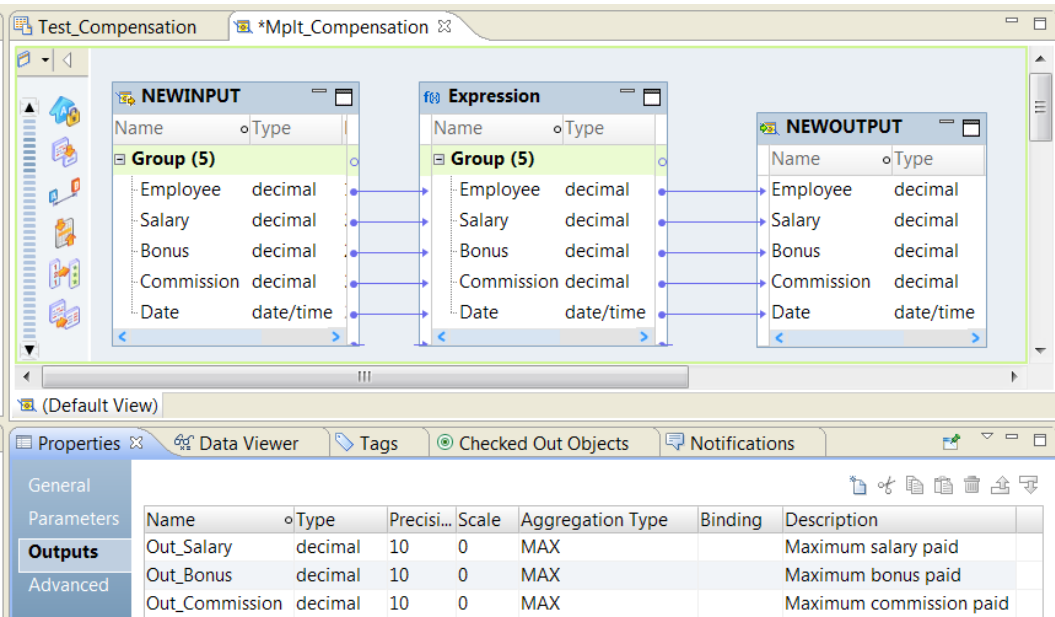 Test_Compensation *Mplt_Compensation
NEWINPUT
Name Type
Group (5)
Employee decimal
Salary decimal
Bonus decimal
Commission decimal
Date date/time
f(x) Expression
Name Type
Group (5)
Employee decimal
Salary decimal
Bonus decimal
Commission decimal
Date date/time
NEWOUTPUT
Name Type
Employee decimal
Salary decimal
Bonus decimal
Commission decimal
Date date/time
(Default View)
Properties Data Viewer Tags Checked Out Objects Notifications
General
Parameters
Outputs
Advanced
Name Type Precisi... Scale Aggregation Type Binding Description
Out_Salary decimal 10 0 MAX Maximum salary paid
Out_Bonus decimal 10 0 MAX Maximum bonus paid
Out_Commission decimal 10 0 MAX Maximum commission paid